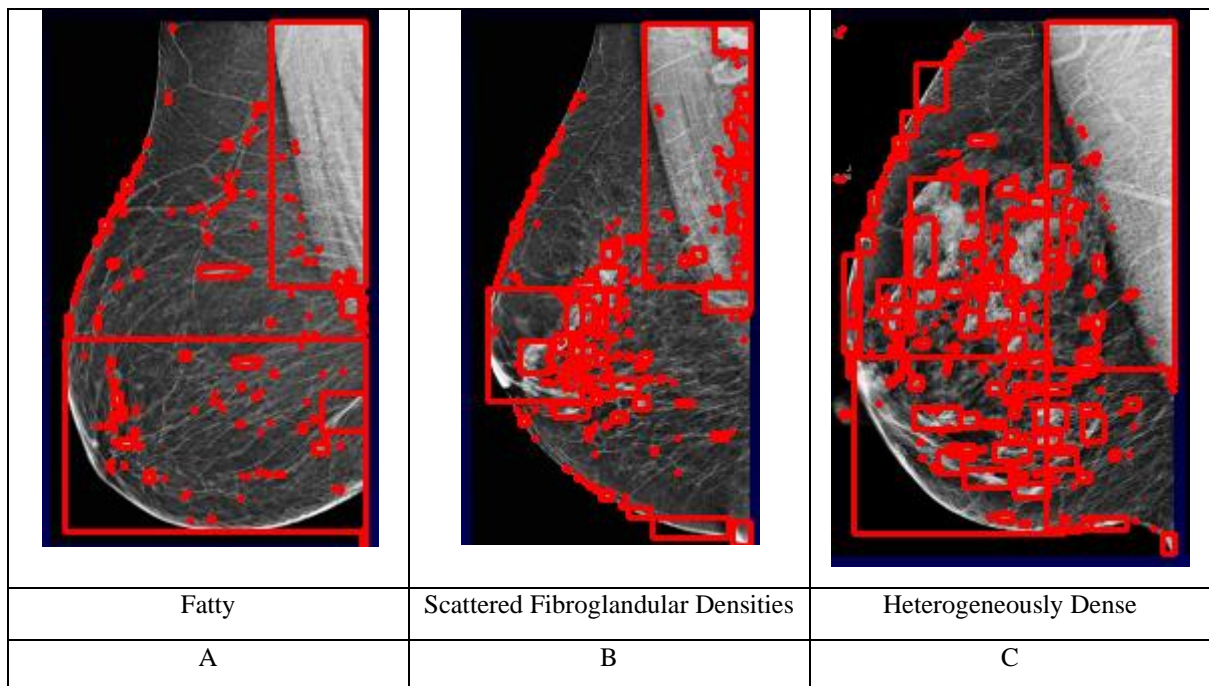 Fatty
Scattered Fibroglandular Densities
Heterogeneously Dense
A
B
C